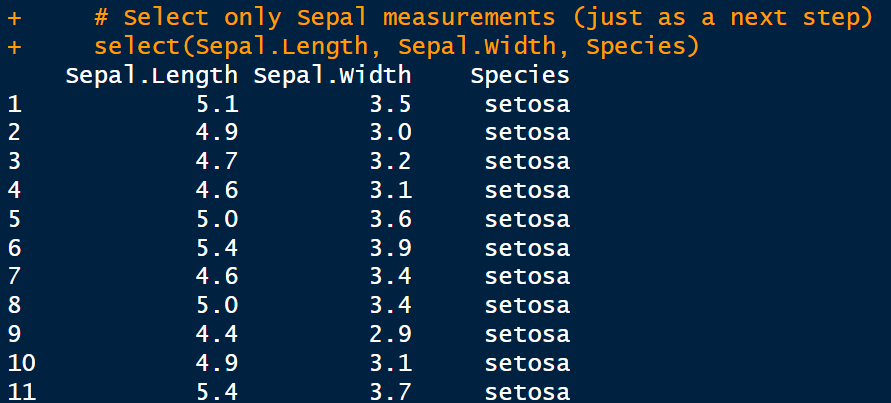 +     # Select only Sepal measurements (just as a next step)
+     select(Sepal.Length, Sepal.Width, Species)
    Sepal.Length Sepal.Width    Species
1            5.1         3.5     setosa
2            4.9         3.0     setosa
3            4.7         3.2     setosa
4            4.6         3.1     setosa
5            5.0         3.6     setosa
6            5.4         3.9     setosa
7            4.6         3.4     setosa
8            5.0         3.4     setosa
9            4.4         2.9     setosa
10           4.9         3.1     setosa
11           5.4         3.7     setosa